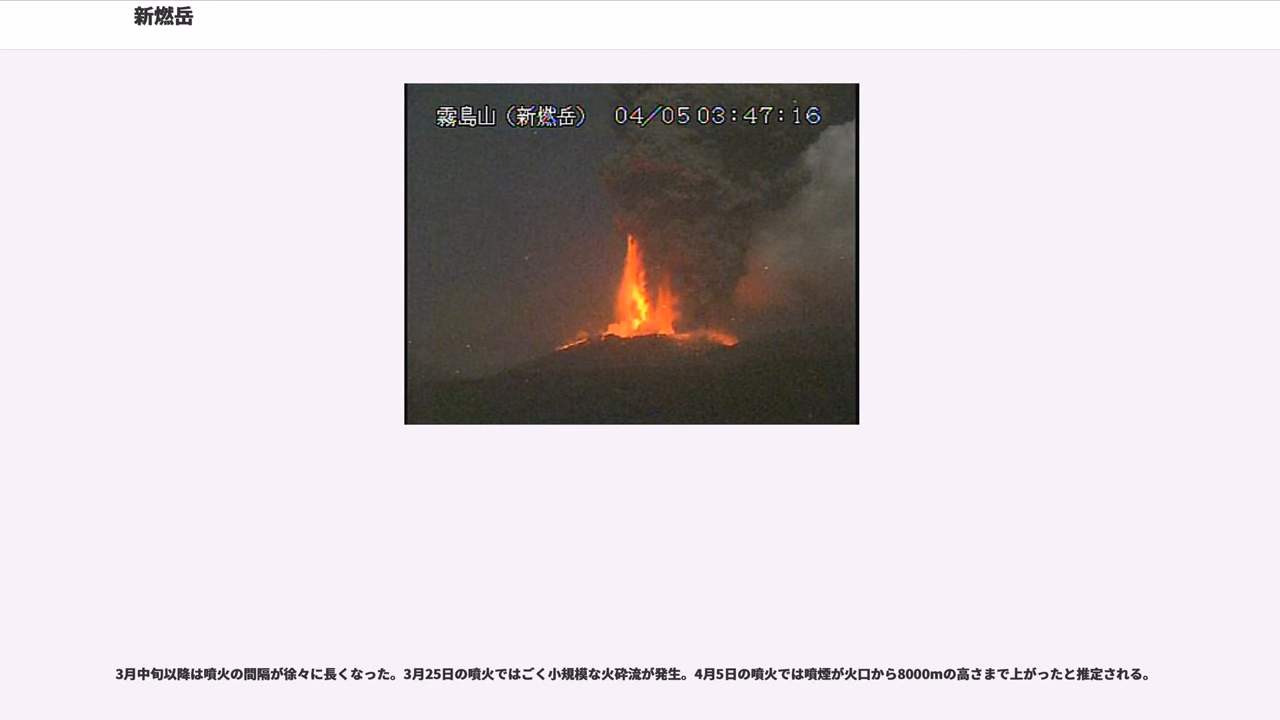 新燃岳
霧島山（新燃岳） 04/05 03:47:16
3月中旬以降は噴火の間隔が徐々に長くなった。3月25日の噴火ではごく小規模な火砕流が発生。4月5日の噴火では噴煙が火口から8000mの高さまで上がったと推定される。